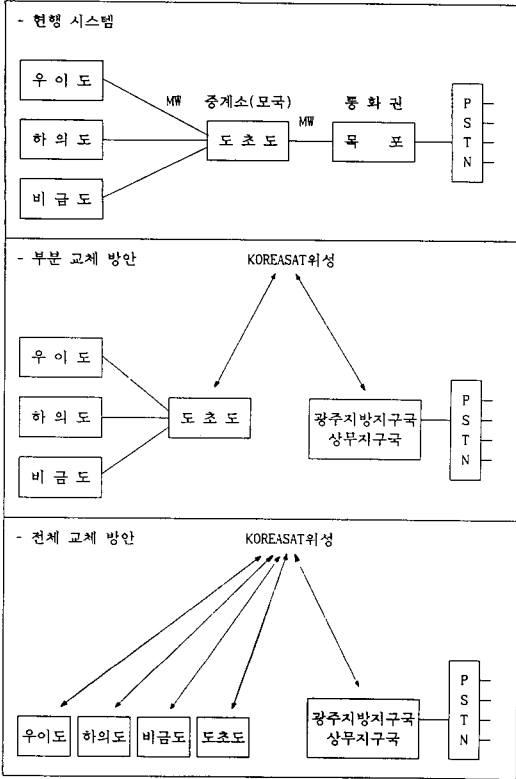 - 현행 시스템
우 이 도
MW
중계소(모국)
통 화 권
하 의 도
도 초 도
MW
목 포
P
S
T
N
비 금 도
- 부분 교체 방안
KOREASAT위성
우 이 도
하 의 도
도 초 도
비 금 도
광주지방지구국
상무지구국
P
S
T
N
- 전체 교체 방안
KOREASAT위성
우이도
하의도
비금도
도초도
광주지방지구국
상무지구국
P
S
T
N